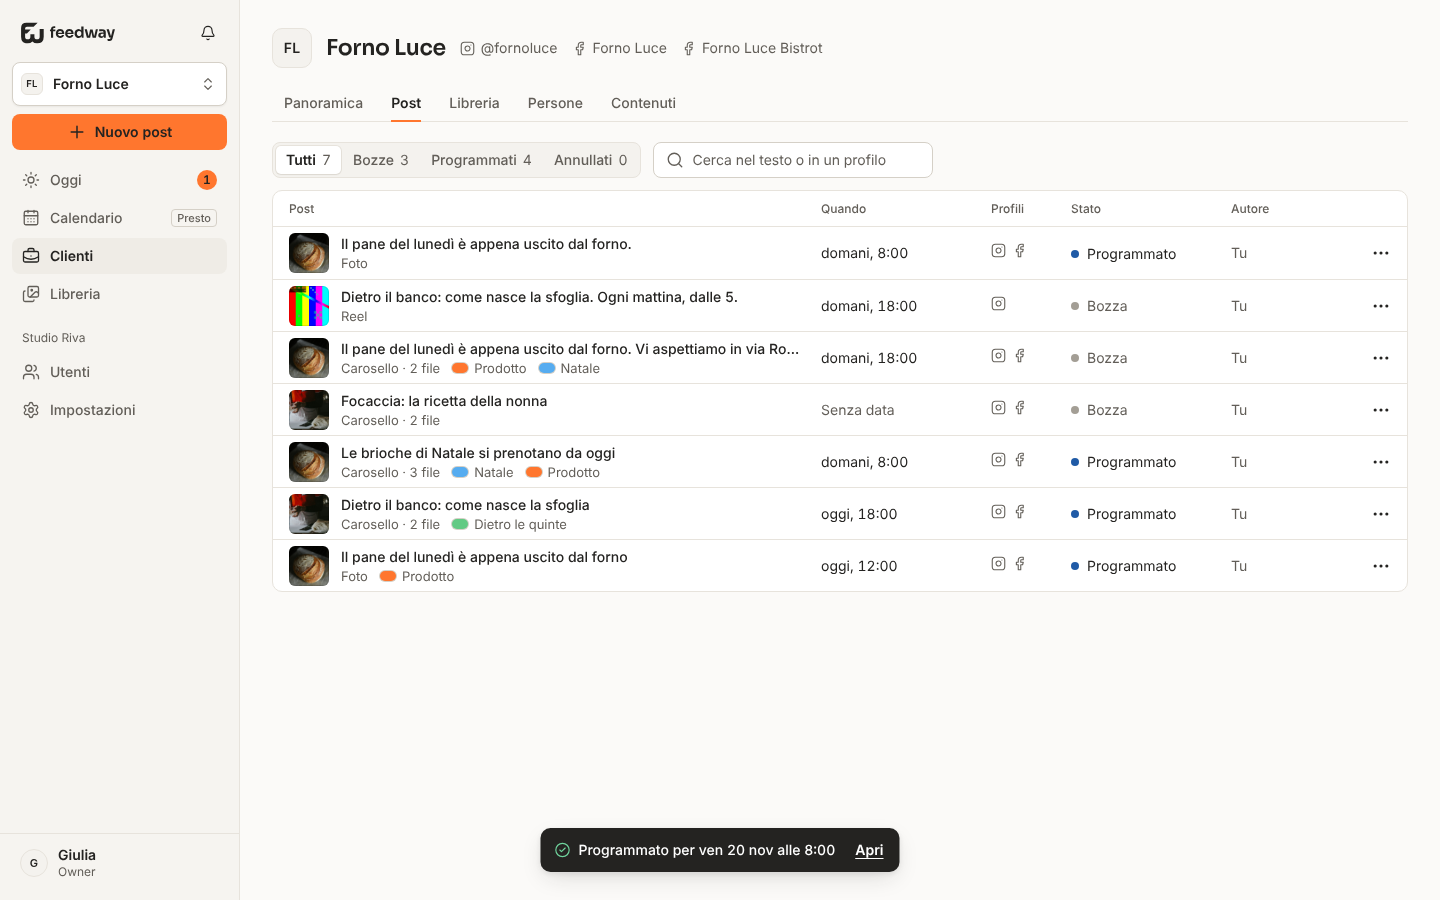 feedway
FL
Forno Luce
Nuovo post
Oggi
1
Calendario
Presto
Clienti
Libreria
Studio Riva
Utenti
Impostazioni
G
Giulia
Owner
FL
Forno Luce
@fornoluce
Forno Luce
Forno Luce Bistrot
Panoramica
Post
Libreria
Persone
Contenuti
Tutti 7
Bozze 3
Programmati 4
Annullati 0
Cerca nel testo o in un profilo
Post
Quando
Profili
Stato
Autore
Il pane del lunedì è appena uscito dal forno.
Foto
domani, 8:00
Programmato
Tu
Dietro il banco: come nasce la sfoglia. Ogni mattina, dalle 5.
Reel
domani, 18:00
Bozza
Tu
Il pane del lunedì è appena uscito dal forno. Vi aspettiamo in via Ro...
Carosello · 2 file
Prodotto
Natale
domani, 18:00
Bozza
Tu
Focaccia: la ricetta della nonna
Carosello · 2 file
Senza data
Bozza
Tu
Le brioche di Natale si prenotano da oggi
Carosello · 3 file
Natale
Prodotto
domani, 8:00
Programmato
Tu
Dietro il banco: come nasce la sfoglia
Carosello · 2 file
Dietro le quinte
oggi, 18:00
Programmato
Tu
Il pane del lunedì è appena uscito dal forno
Foto
Prodotto
oggi, 12:00
Programmato
Tu
Programmato per ven 20 nov alle 8:00
Apri